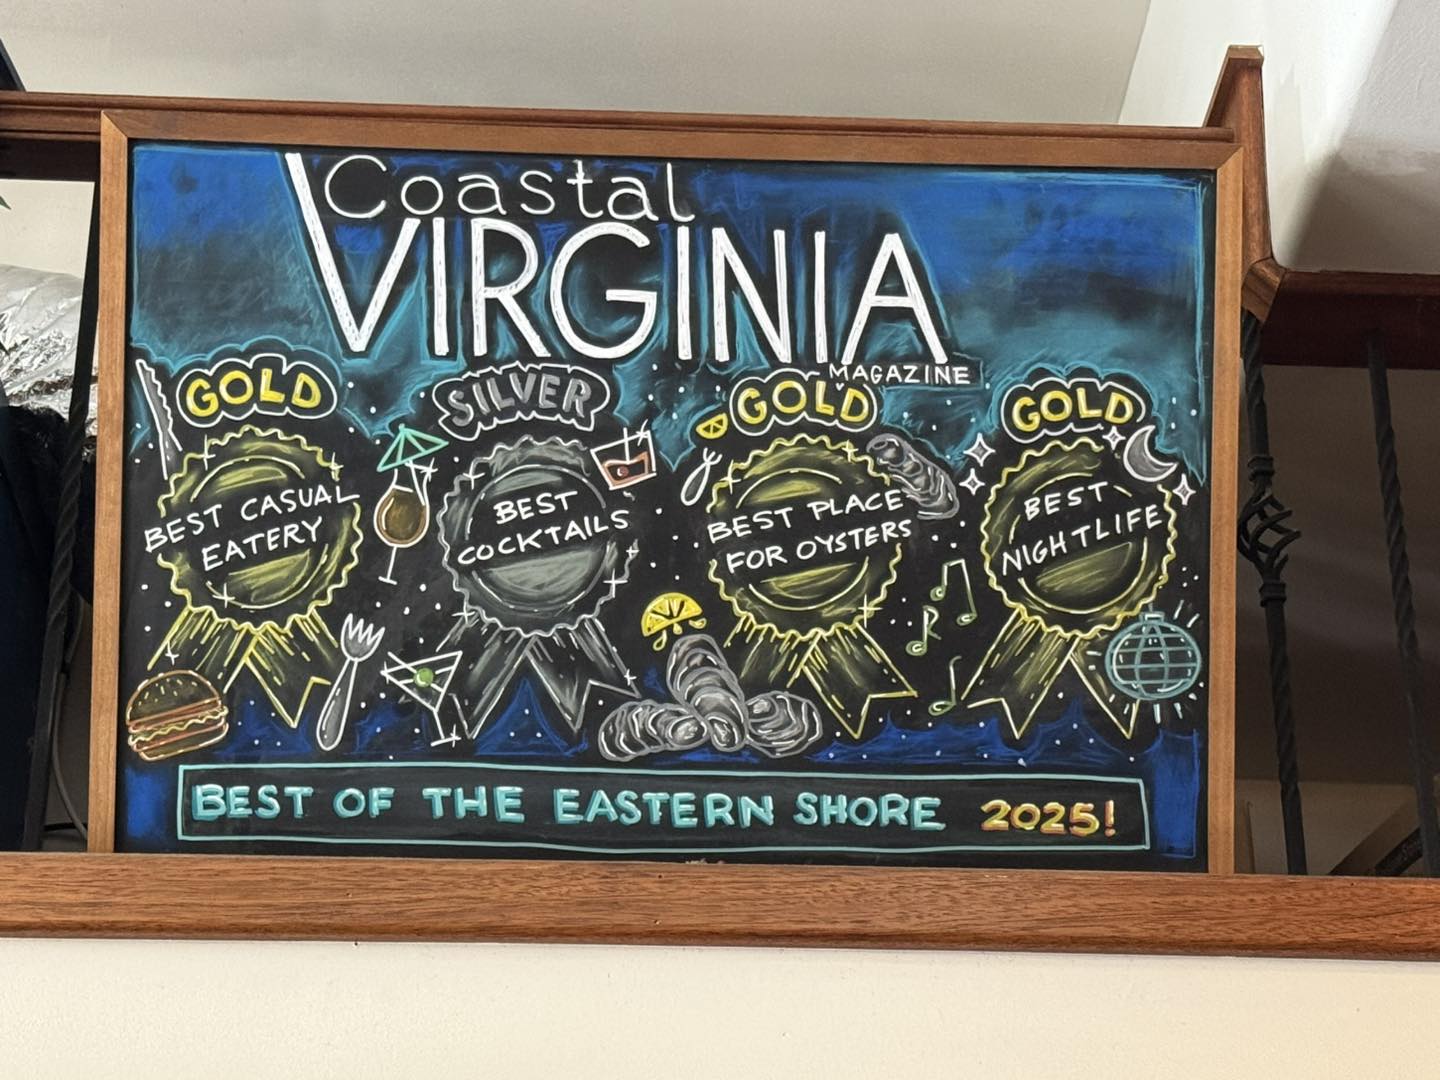 Coastal
VIRGINIA
MAGAZINE
GOLD
BEST CASUAL
EATERY
SILVER
BEST
COCKTAILS
GOLD
BEST PLACE
FOR OYSTERS
GOLD
BEST
NIGHTLIFE
BEST OF THE EASTERN SHORE 2025!